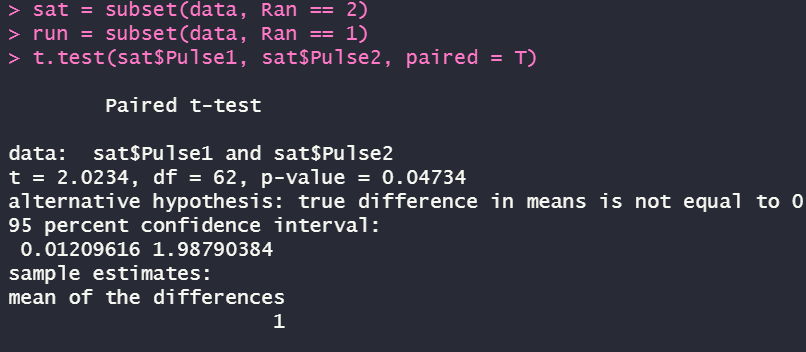 > sat = subset(data, Ran == 2)
> run = subset(data, Ran == 1)
> t.test(sat$Pulse1, sat$Pulse2, paired = T)
Paired t-test
data:  sat$Pulse1 and sat$Pulse2
t = 2.0234, df = 62, p-value = 0.04734
alternative hypothesis: true difference in means is not equal to 0
95 percent confidence interval:
 0.01209616 1.98790384
sample estimates:
mean of the differences
1